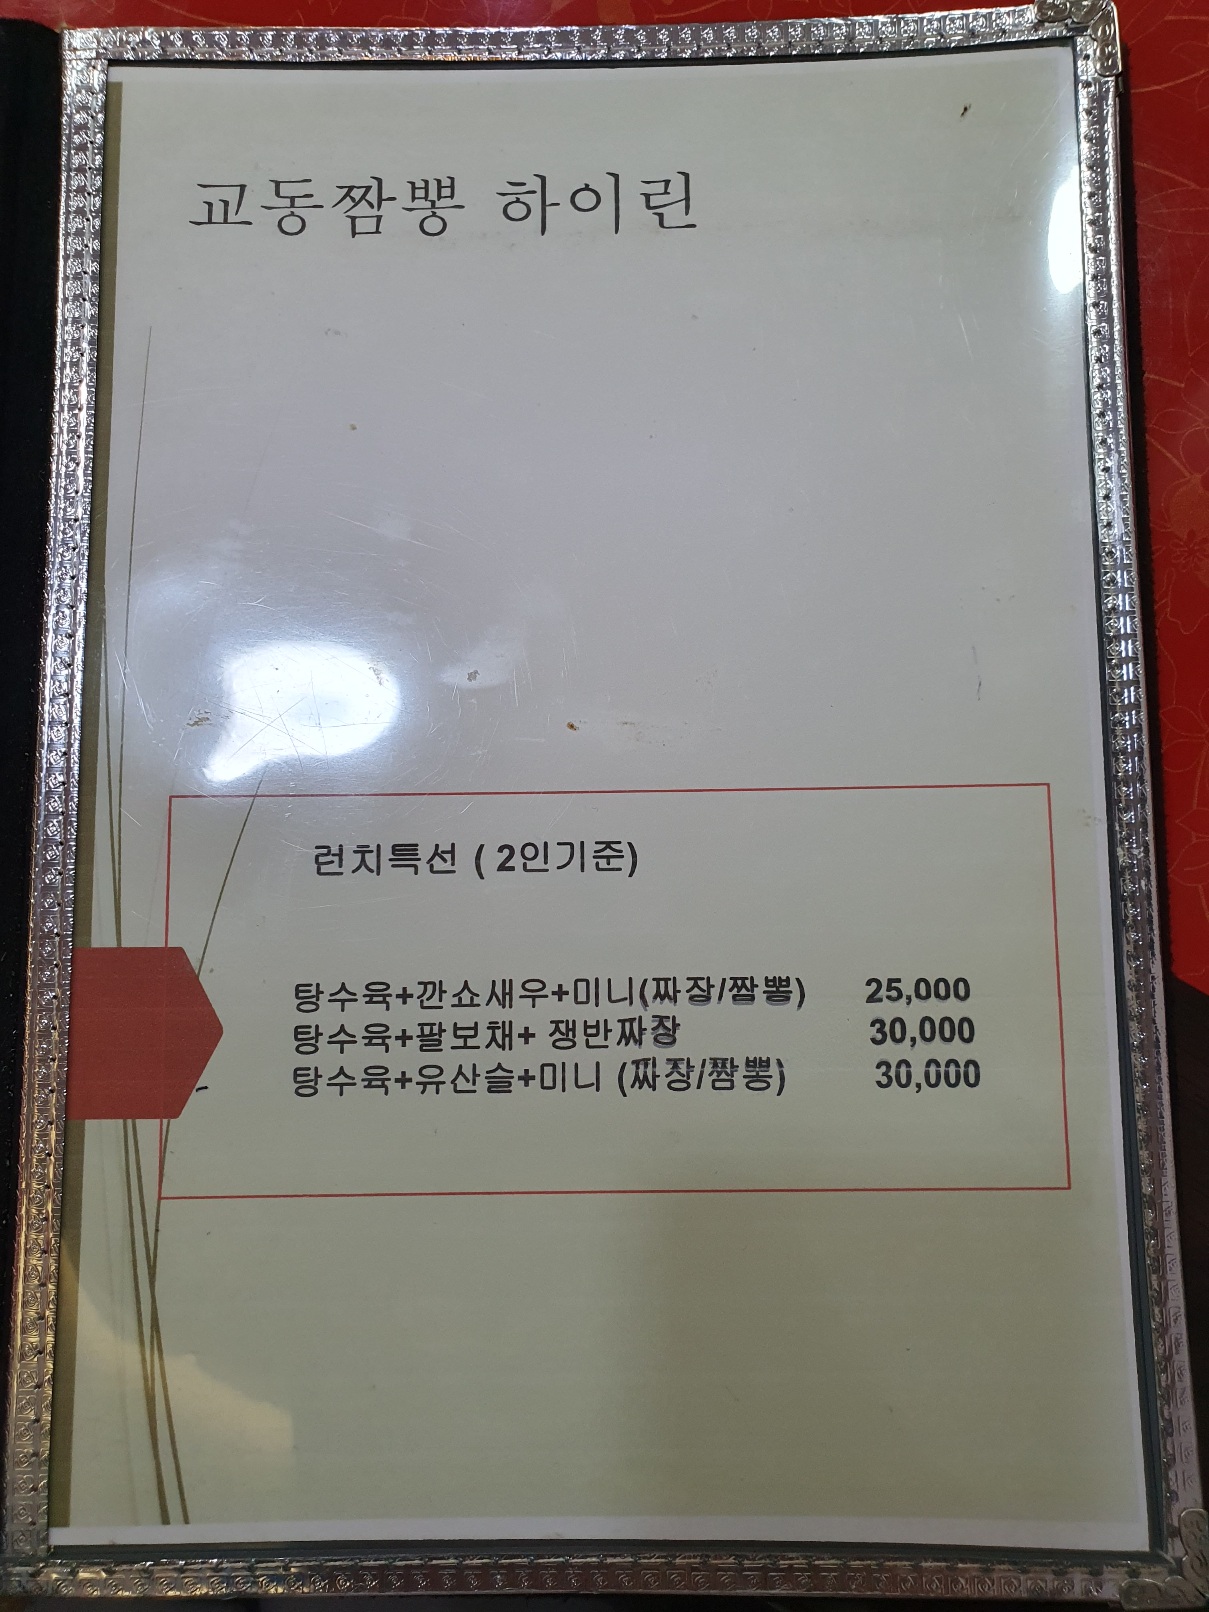 교동짬뽕 하이린
런치특선 ( 2인기준)
탕수육+깐쇼새우+미니(짜장/짬뽕) 25,000
탕수육+팔보채+ 쟁반짜장 30,000
탕수육+유산슬+미니 (짜장/짬뽕) 30,000